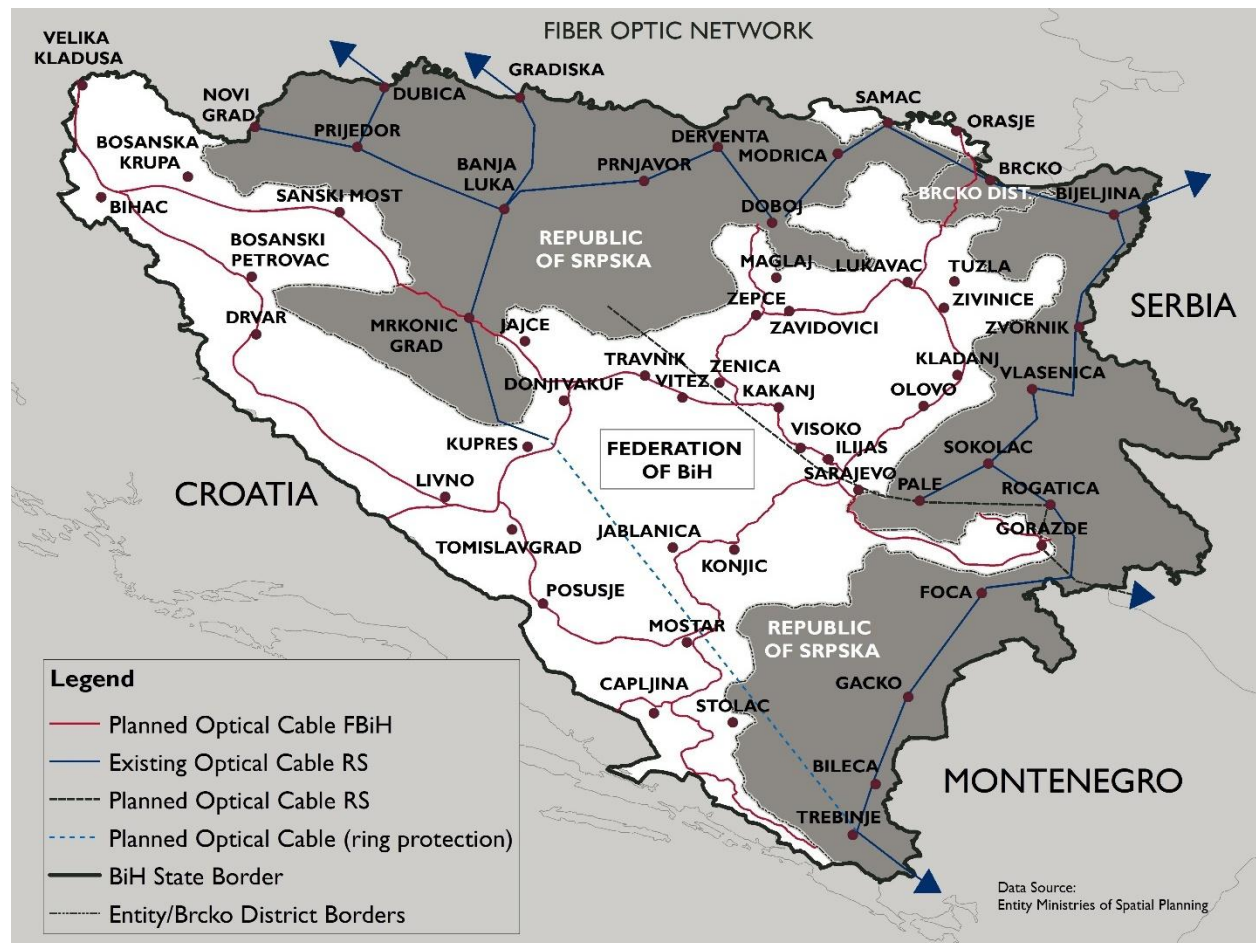 FIBER OPTIC NETWORK
VELIKA
KLADUSA
NOVI
GRAD
DUBICA
GRADISKA
SAMAC
ORASJE
BOSANSKA
KRUPA
PRIJEDOR
BANJA
LUKA
PRNJAVOR
DERVENTA
MODRICA
BRCKO
BRCKO DIST.
BIJELJINA
BIHAC
SANSKI MOST
DOBOJ
BOSANSKI
PETROVAC
REPUBLIC
OF SRPSKA
MAGLAJ
LUKAVAC
TUZLA
ZIVINICE
SERBIA
DRVAR
MRKONIC
GRAD
JAJCE
ZEPCE
ZAVIDOVICI
ZVORNIK
TRAVNIK
VITEZ
ZENICA
KAKANJ
KLADANJ
OLOVO
VLASENICA
DONJI VAKUF
KUPRES
FEDERATION
OF BiH
VISOKO
ILIJAS
SARAJEVO
SOKOLAC
PALE
ROGATICA
CROATIA
LIVNO
TOMISLAVGRAD
JABLANICA
KONJIC
GORAZDE
POSUSJE
FOCA
MOSTAR
REPUBLIC
OF SRPSKA
CAPLJINA
STOLAC
GACKO
BILECA
MONTENEGRO
TREBINJE
Legend
Planned Optical Cable FBiH
Existing Optical Cable RS
Planned Optical Cable RS
Planned Optical Cable (ring protection)
BiH State Border
Entity/Brcko District Borders
Data Source:
Entity Ministries of Spatial Planning